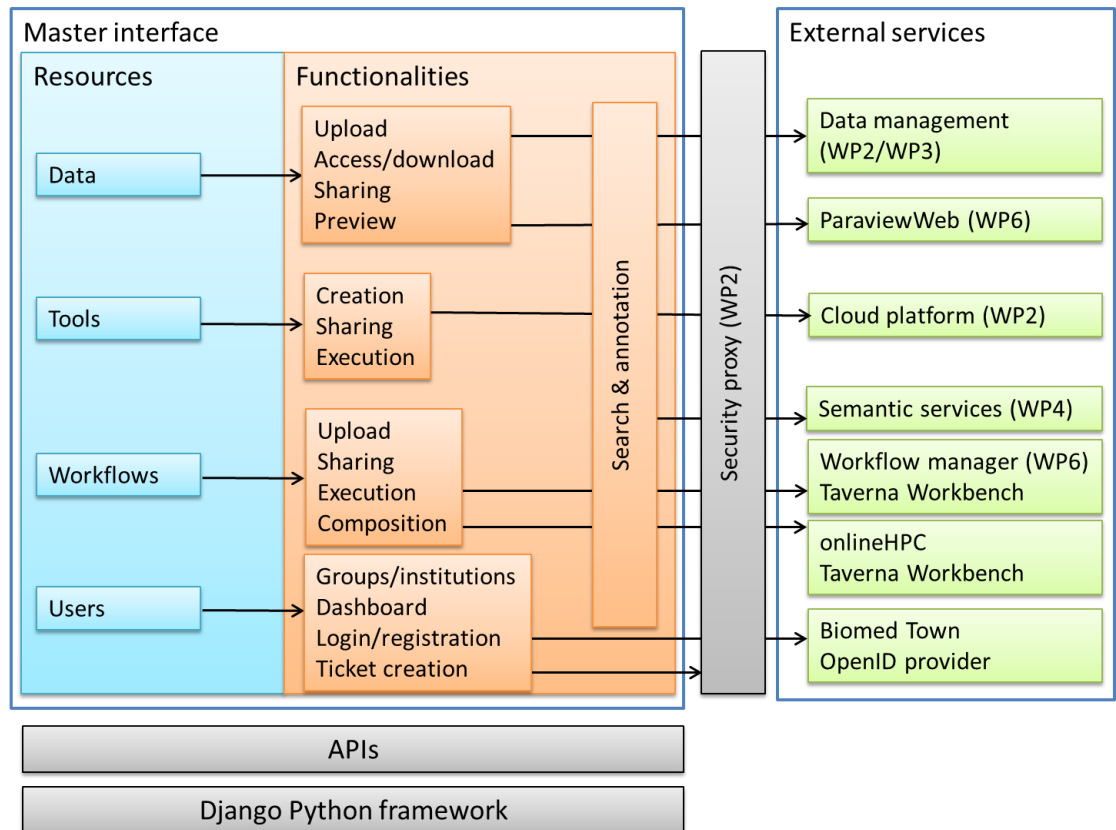 Master interface
Resources
Data
Tools
Workflows
Users
Functionalities
Upload
Access/download
Sharing
Preview
Creation
Sharing
Execution
Upload
Sharing
Execution
Composition
Groups/institutions
Dashboard
Login/registration
Ticket creation
Search & annotation
Security proxy (WP2)
External services
Data management
(WP2/WP3)
ParaviewWeb (WP6)
Cloud platform (WP2)
Semantic services (WP4)
Workflow manager (WP6)
Taverna Workbench
onlineHPC
Taverna Workbench
Biomed Town
OpenID provider
APIs
Django Python framework